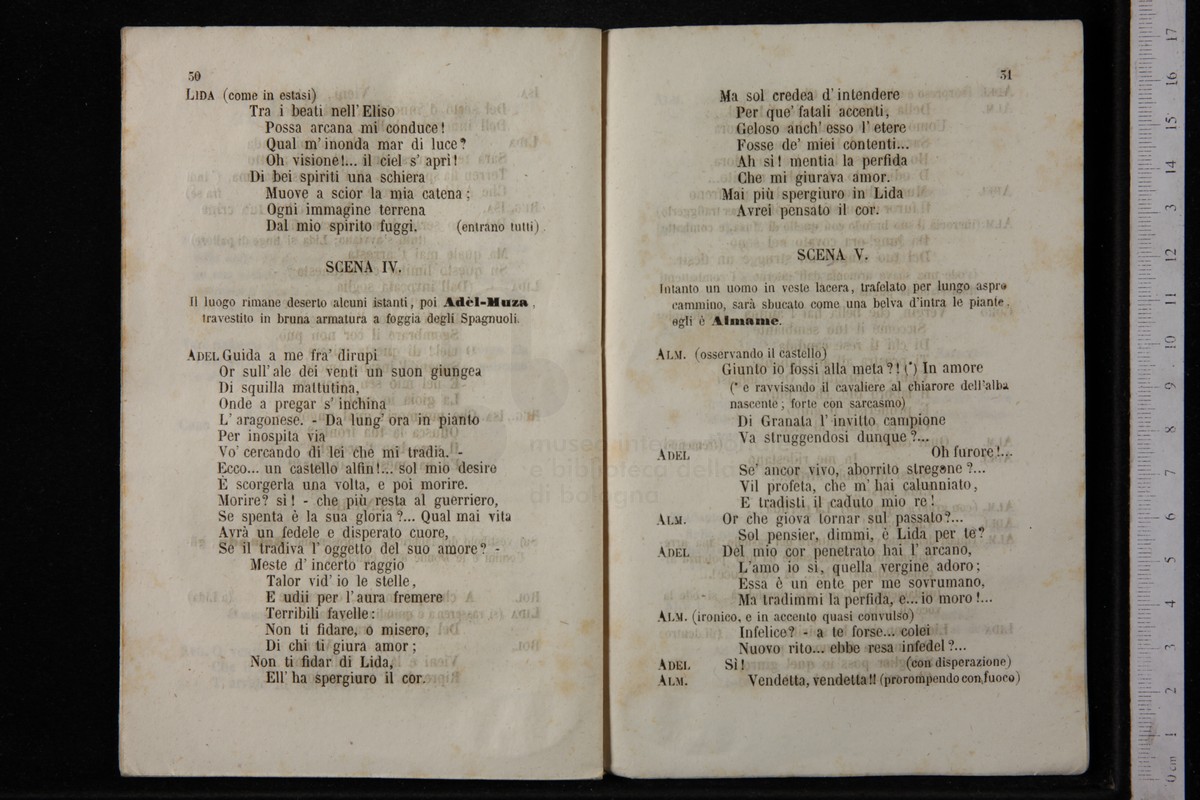 30
LIDA (come in estasi)
Tra i beati nell' Eliso
Possa arcana mi conduce!
Qual m' inonda mar di luce?
Oh visione!... il ciel s' apri!
Di bei spiriti una schiera
Muove a scior la mia catena;
Ogni immagine terrena
Dal mio spirito fuggi. (entrano tutti).
SCENA IV.
Il luogo rimane deserto alcuni istanti, poi Adèl-Muza,
travestito in bruna armatura a foggia degli Spagnuoli.
ADEL Guida a me fra' dirupi
Or sull' ale dei venti un suon giungea
Di squilla mattutina,
Onde a pregar s' inchina
L' aragonese. - Da lung' ora in pianto
Per inospita via
Vo' cercando di lei che mi tradia. -
Ecco... un castello alfin!... sol mio desire
È scorgerla una volta, e poi morire.
Morire? sì! - che più resta al guerriero,
Se spenta è la sua gloria?... Qual mai vita
Avrà un fedele e disperato cuore,
Se il tradiva l' oggetto del suo amore? -
Meste d' incerto raggio
Talor vid' io le stelle,
E udii per l' aura fremere
Terribili favelle:
Non ti fidare, o misero,
Di chi ti giura amor;
Non ti fidar di Lida,
Ell' ha spergiuro il cor.
31
Ma sol credea d' intendere
Per que' fatali accenti,
Geloso anch' esso l' etere
Fosse de' miei contenti...
Ah si! mentia la perfida
Che mi giurava amor.
Mai più spergiuro in Lida
Avrei pensato il cor.
SCENA V.
Intanto un uomo in veste lacera, trafelato per lungo aspro
cammino, sarà sbucato come una belva d'intra le piante,
egli è Almame.
ALM. (osservando il castello)
Giunto io fossi alla meta?! (*) In amore
(* e ravvisando il cavaliere al chiarore dell'alba
nascente; forte con sarcasmo)
Di Granata l' invitto campione
Va struggendosi dunque?...
ADEL Oh furore!...
Se' ancor vivo, aborrito stregone?...
Vil profeta, che m' hai calunniato,
E tradisti il caduto mio re!
ALM. Or che giova tornar sul passato?...
Sol pensier, dimmi, è Lida per te?
ADEL Del mio cor penetrato hai l' arcano,
L'amo io sì, quella vergine adoro;
Essa è un ente per me sovrumano,
Ma tradimmi la perfida, e... io moro!...
ALM. (ironico, e in accento quasi convulso)
Infelice? - a te forse... colei
Nuovo rito... ebbe resa infedel?...
ADEL Sì! (con disperazione)
ALM. Vendetta, vendetta!! (prorompendo con fuoco)